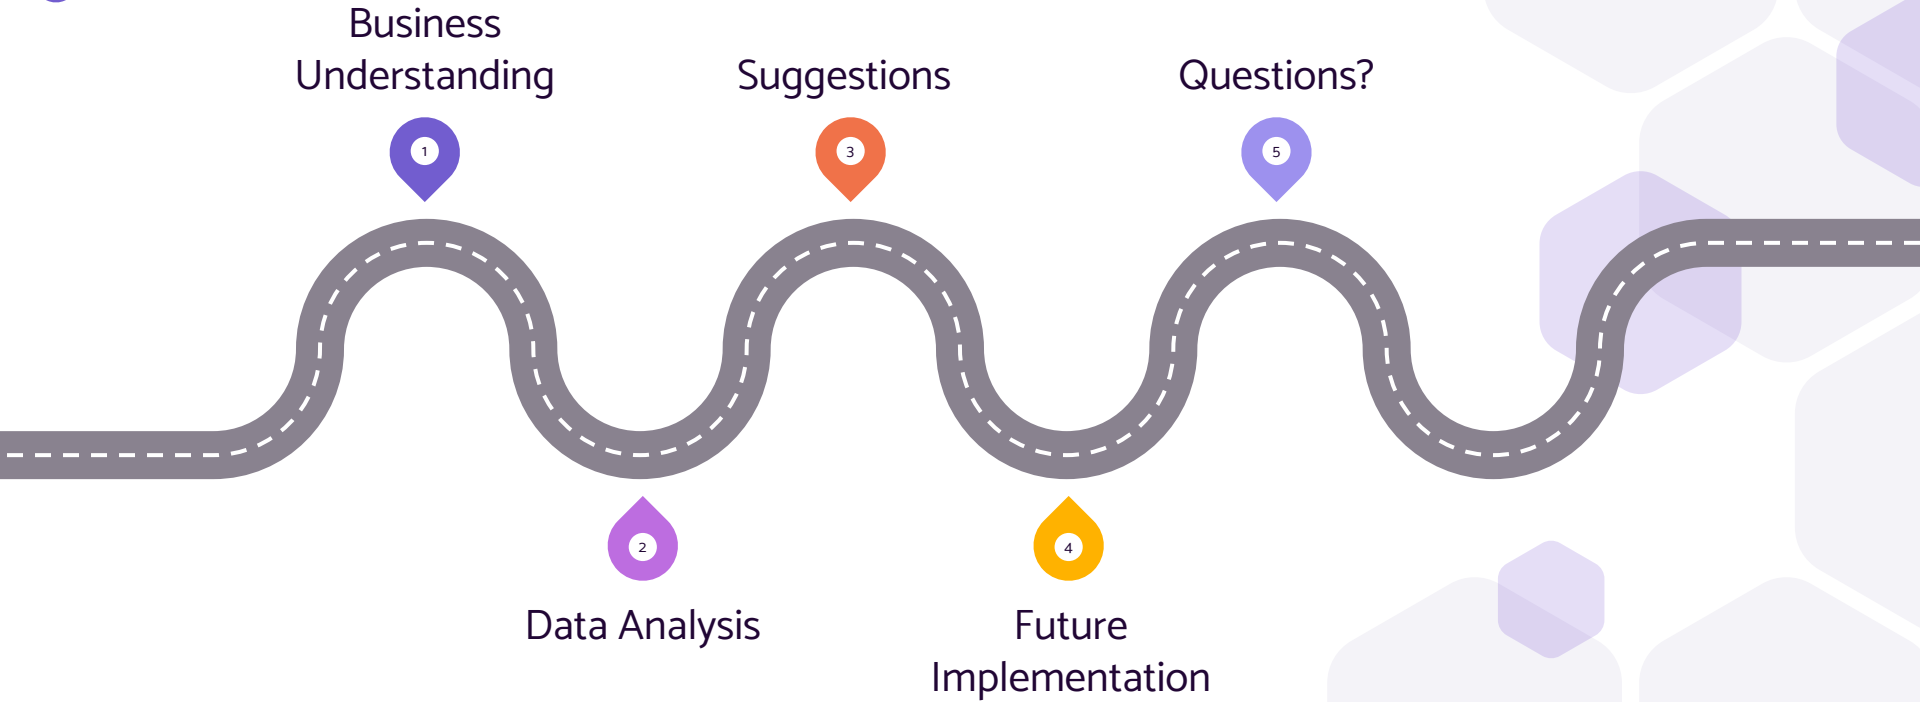 Business
Understanding
1
Data Analysis
2
Suggestions
3
Future
Implementation
4
Questions?
5